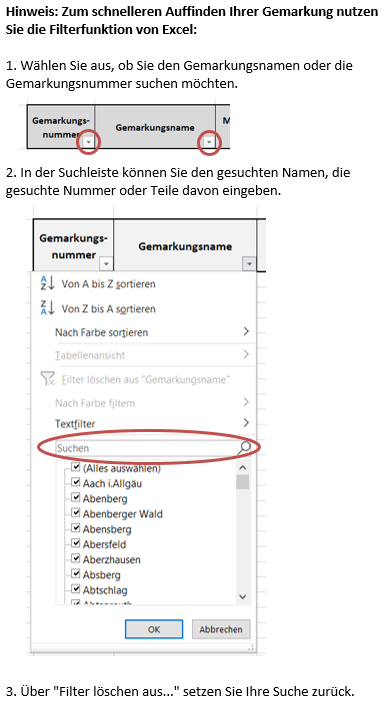 Hinweis: Zum schnelleren Auffinden Ihrer Gemarkung nutzen
Sie die Filterfunktion von Excel:
1. Wählen Sie aus, ob Sie den Gemarkungsnamen oder die
Gemarkungsnummer suchen möchten.
Gemarkungs-
nummer
Gemarkungsname
M
2. In der Suchleiste können Sie den gesuchten Namen, die
gesuchte Nummer oder Teile davon eingeben.
Gemarkungs-
nummer
Gemarkungsname
Von A bis Z sortieren
Von Z bis A sortieren
Nach Farbe sortieren
Tabellenansicht
Filter löschen aus "Gemarkungsname"
Nach Farbe filtern
Textfilter
Suchen
(Alles auswählen)
Aach i.Allgäu
Abenberg
Abenberger Wald
Abensberg
Abersfeld
Aberzhausen
Absberg
Abtschlag
OK
Abbrechen
3. Über "Filter löschen aus..." setzen Sie Ihre Suche zurück.